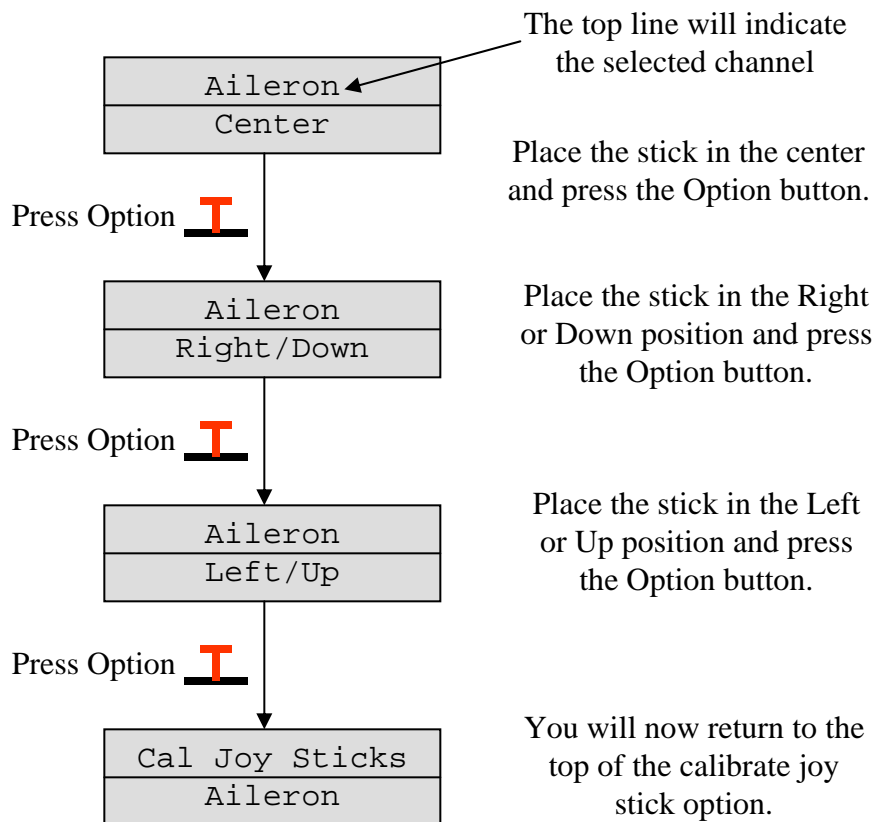 The top line will indicate
the selected channel
Aileron
Center
Place the stick in the center
and press the Option button.
Press Option
Aileron
Right/Down
Place the stick in the Right
or Down position and press
the Option button.
Press Option
Aileron
Left/Up
Place the stick in the Left
or Up position and press
the Option button.
Press Option
Cal Joy Sticks
Aileron
You will now return to the
top of the calibrate joy
stick option.